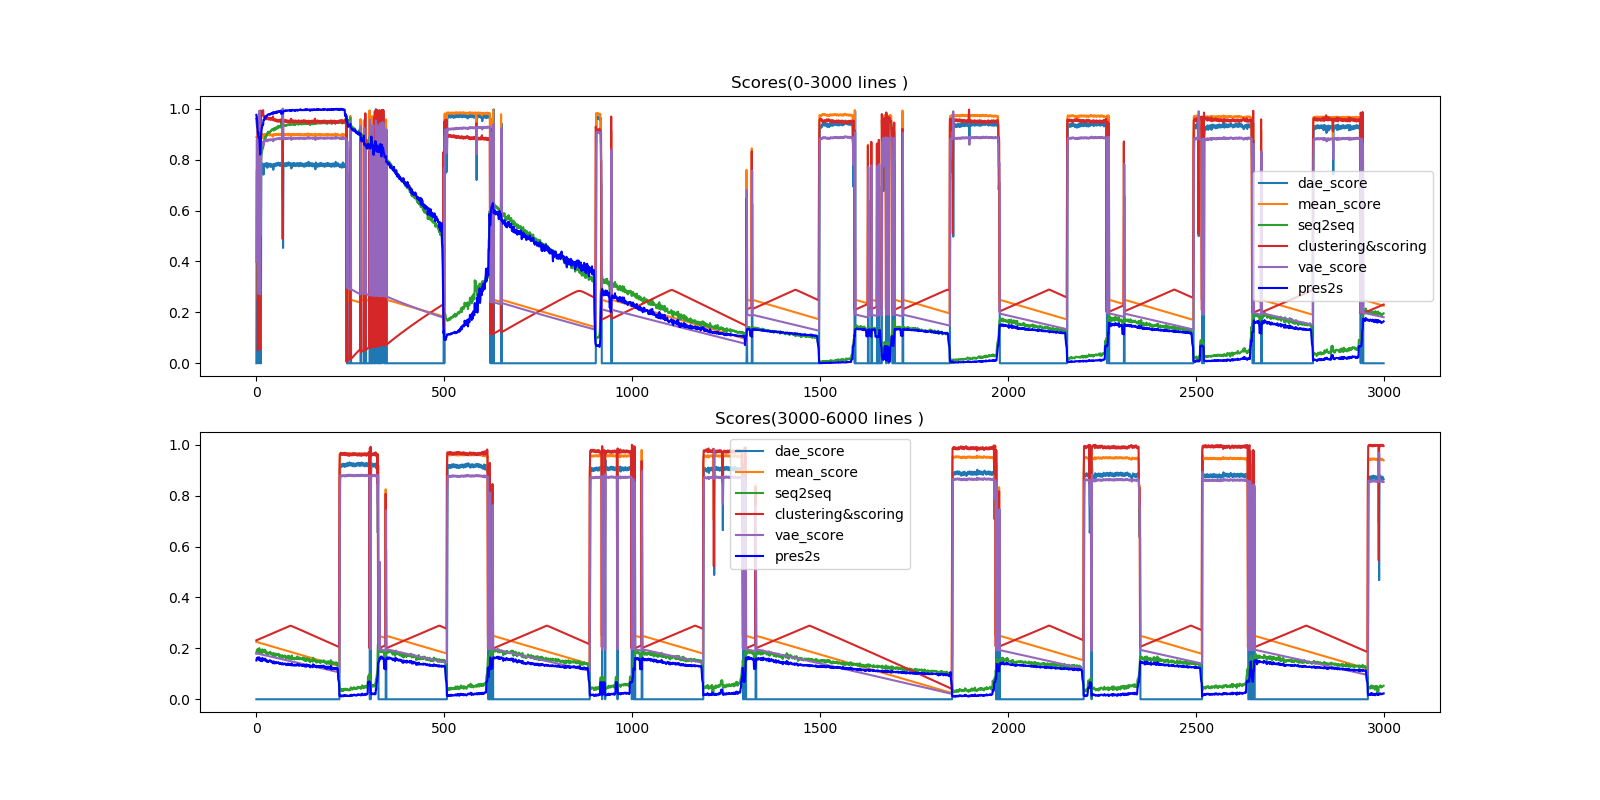 Scores(0-3000 lines )
1.0
0.8
0.6
0.4
0.2
0.0
dae_score
mean_score
seq2seq
clustering&scoring
vae_score
pres2s
0 500 1000 1500 2000 2500 3000
Scores(3000-6000 lines )
1.0
0.8
0.6
0.4
0.2
0.0
dae_score
mean_score
seq2seq
clustering&scoring
vae_score
pres2s
0 500 1000 1500 2000 2500 3000